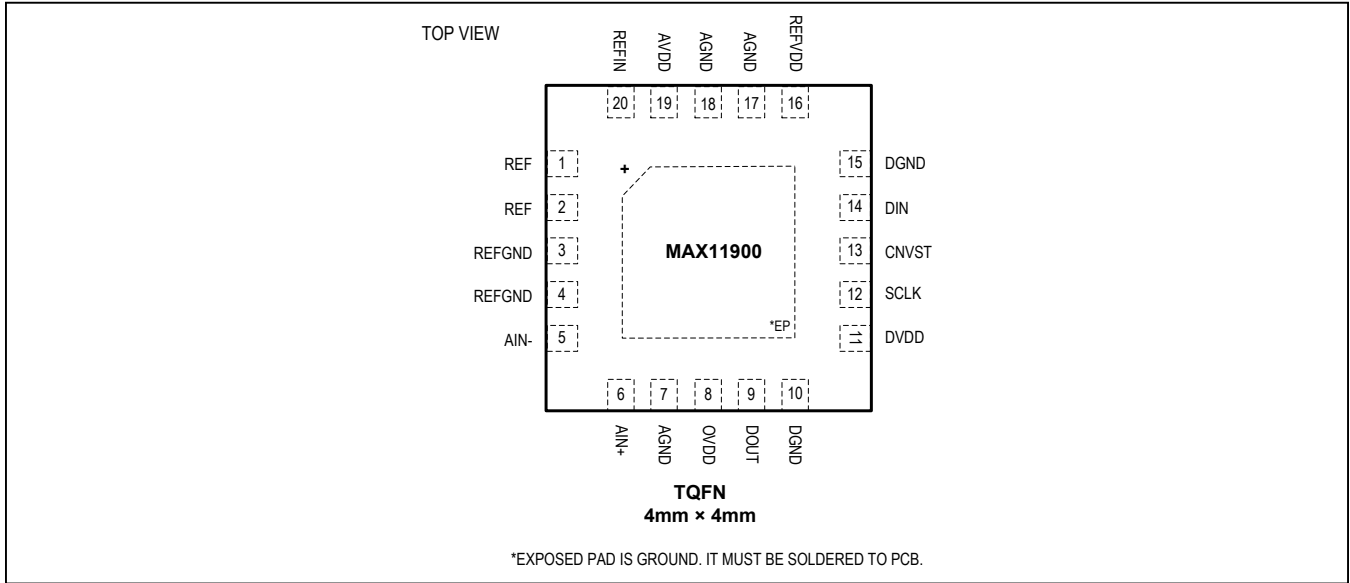 TOP VIEW
REFIN
AVDD
AGND
AGND
REFVDD
20
19
18
17
16
REF 1
15 DGND
+
REF 2
14 DIN
REFGND 3
MAX11900
13 CNVST
REFGND 4
12 SCLK
*EP
AIN- 5
11 DVDD
6
7
8
9
10
AIN+
AGND
OVDD
DOUT
DGND
TQFN
4mm × 4mm
*EXPOSED PAD IS GROUND. IT MUST BE SOLDERED TO PCB.